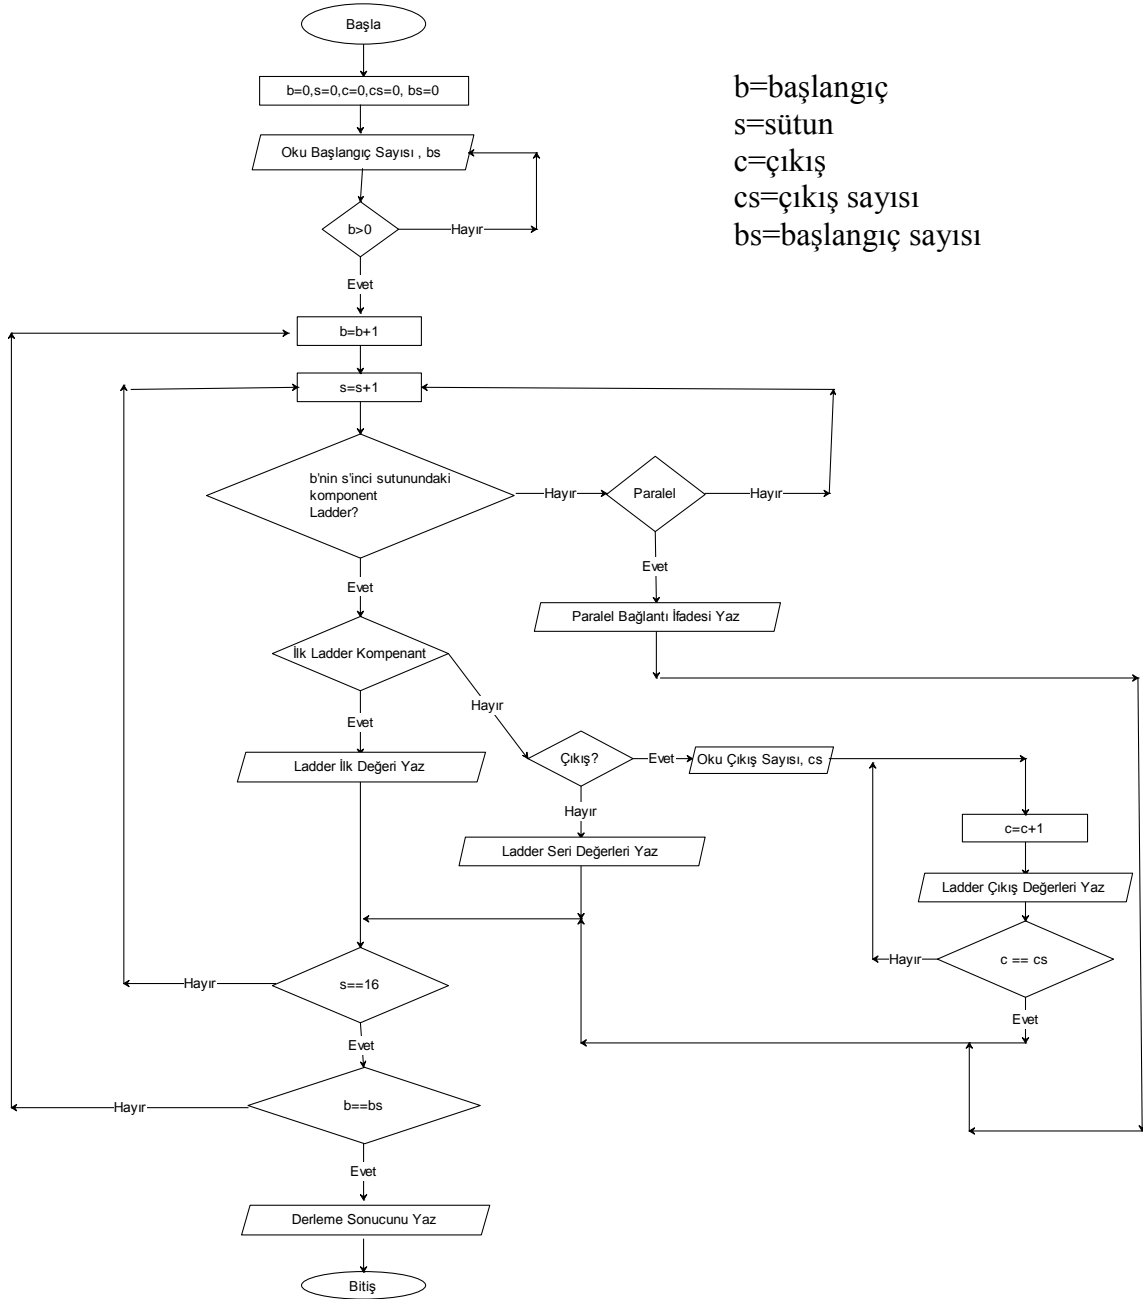 Başla
b=0,s=0,c=0,cs=0, bs=0
Oku Başlangıç Sayısı , bs
b>0
Hayır
Evet
b=başlangıç
s=sütun
c=çıkış
cs=çıkış sayısı
bs=başlangıç sayısı
b=b+1
s=s+1
b'nin s'inci sutunundaki
komponent
Ladder?
Hayır
Paralel
Hayır
Evet
Evet
Paralel Bağlantı İfadesi Yaz
İlk Ladder Kompenant
Hayır
Evet
Ladder İlk Değeri Yaz
Çıkış?
Evet
Oku Çıkış Sayısı, cs
Hayır
c=c+1
Ladder Seri Değerleri Yaz
Ladder Çıkış Değerleri Yaz
Hayır
c == cs
Evet
Hayır
s==16
Evet
Hayır
b==bs
Evet
Derleme Sonucunu Yaz
Bitiş